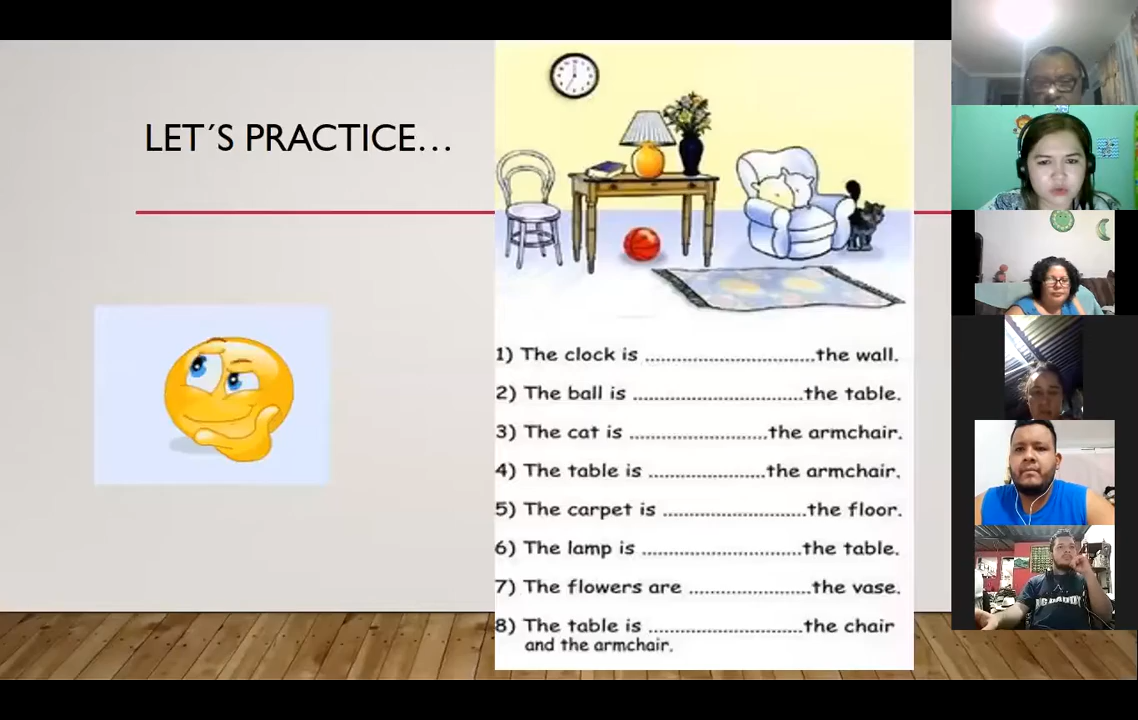 LET´S PRACTICE...
1) The clock is ........................................the wall.
2) The ball is ........................................the table.
3) The cat is .................................the armchair.
4) The table is ...........................the armchair.
5) The carpet is ..................................the floor.
6) The lamp is ......................................the table.
7) The flowers are .............................the vase.
8) The table is ....................................the chair
and the armchair.